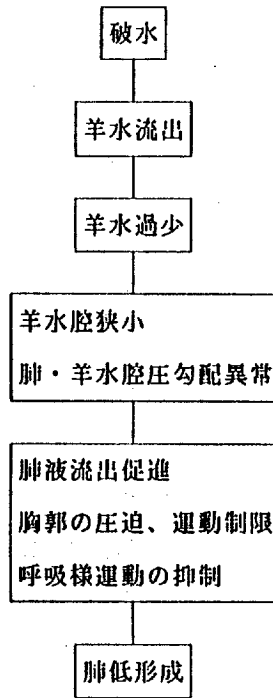 破水
羊水流出
羊水過少
羊水腔狭小
肺・羊水腔圧勾配異常
肺液流出促進
胸郭の圧迫、運動制限
呼吸様運動の抑制
肺低形成